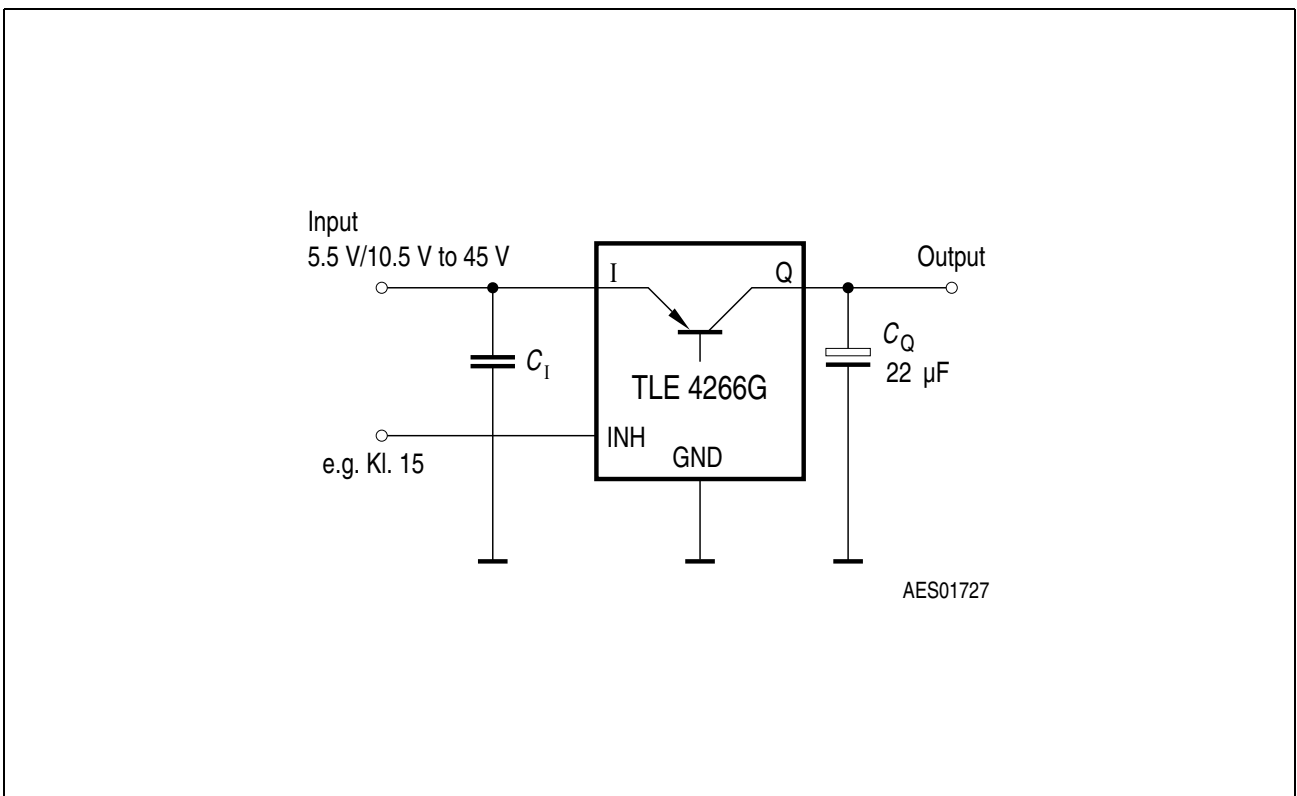 Input
5.5 V/10.5 V to 45 V
Output
I
Q
C_I
C_Q
22 µF
TLE 4266G
INH
GND
e.g. Kl. 15
AES01727